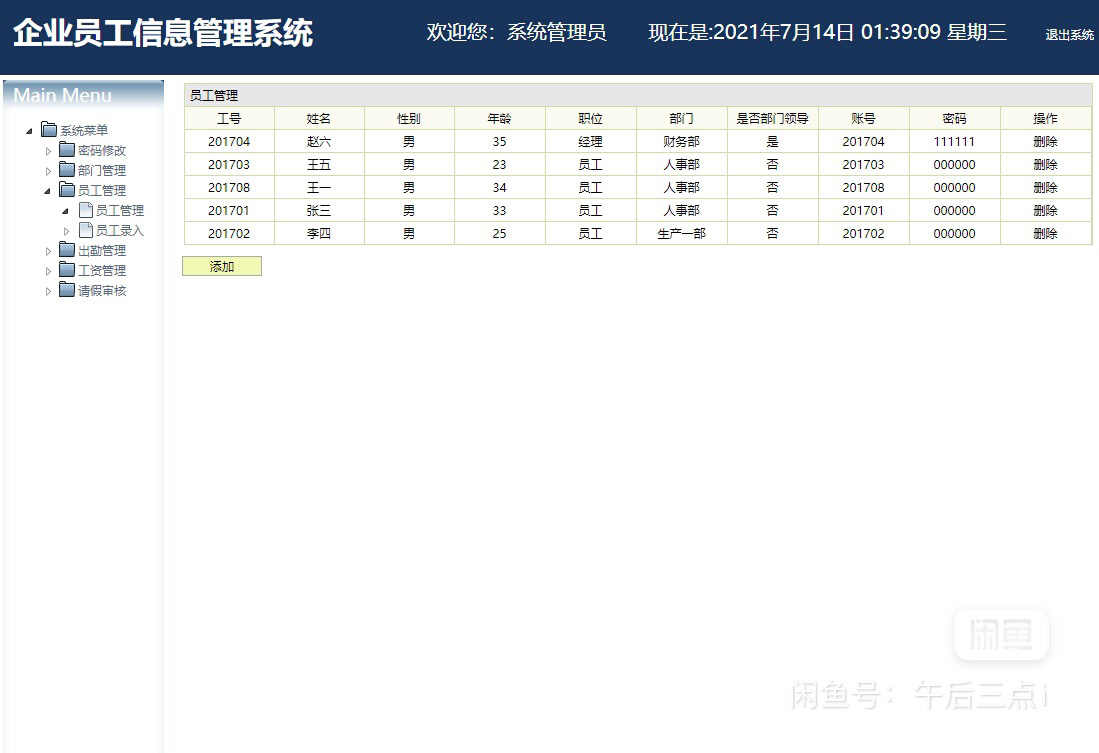 企业员工信息管理系统 欢迎您：系统管理员 现在是:2021年7月14日 01:39:09 星期三 退出系统
Main Menu
系统菜单
密码修改
部门管理
员工管理
员工管理
员工录入
出勤管理
工资管理
请假审核
员工管理
工号 姓名 性别 年龄 职位 部门 是否部门领导 账号 密码 操作
201704 赵六 男 35 经理 财务部 是 201704 111111 删除
201703 王五 男 23 员工 人事部 否 201703 000000 删除
201708 王一 男 34 员工 人事部 否 201708 000000 删除
201701 张三 男 33 员工 人事部 否 201701 000000 删除
201702 李四 男 25 员工 生产一部 否 201702 000000 删除
添加
闲鱼
闲鱼号：午后三点i